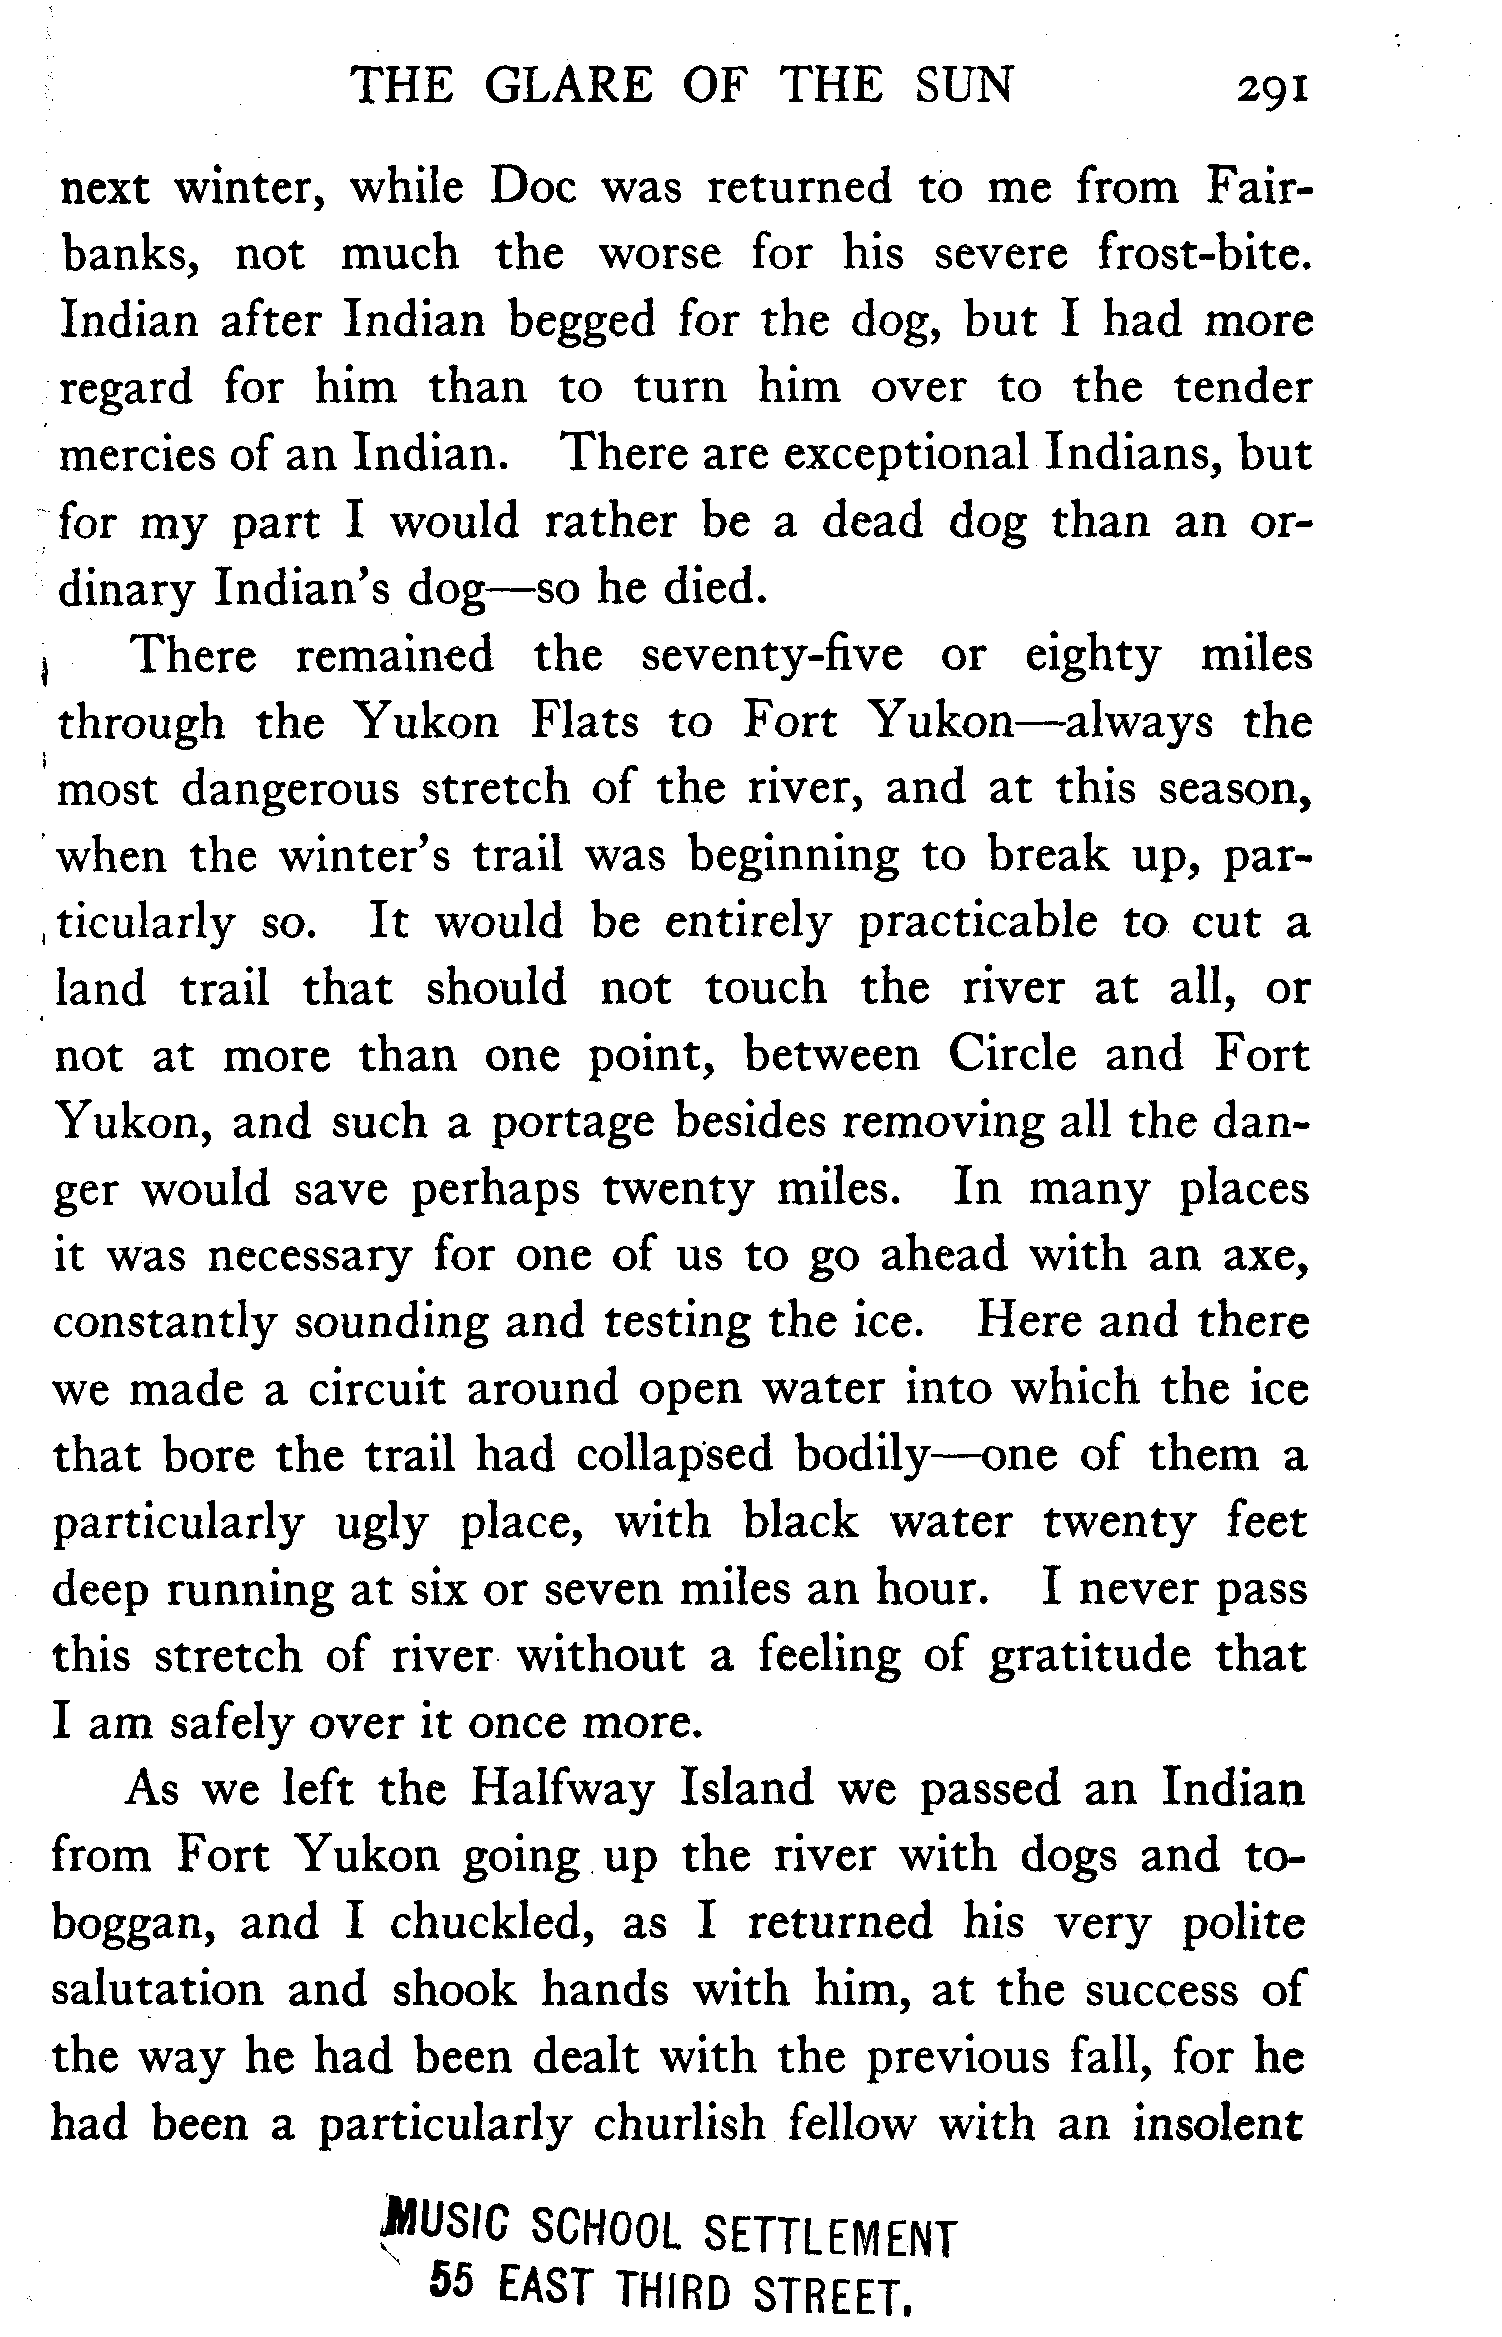 THE GLARE OF THE SUN 291
next winter, while Doc was returned to me from Fair-
banks, not much the worse for his severe frost-bite.
Indian after Indian begged for the dog, but I had more
regard for him than to turn him over to the tender
mercies of an Indian. There are exceptional Indians, but
for my part I would rather be a dead dog than an or-
dinary Indian's dog—so he died.
There remained the seventy-five or eighty miles
through the Yukon Flats to Fort Yukon—always the
most dangerous stretch of the river, and at this season,
when the winter's trail was beginning to break up, par-
ticularly so. It would be entirely practicable to cut a
land trail that should not touch the river at all, or
not at more than one point, between Circle and Fort
Yukon, and such a portage besides removing all the dan-
ger would save perhaps twenty miles. In many places
it was necessary for one of us to go ahead with an axe,
constantly sounding and testing the ice. Here and there
we made a circuit around open water into which the ice
that bore the trail had collapsed bodily—one of them a
particularly ugly place, with black water twenty feet
deep running at six or seven miles an hour. I never pass
this stretch of river without a feeling of gratitude that
I am safely over it once more.
As we left the Halfway Island we passed an Indian
from Fort Yukon going up the river with dogs and to-
boggan, and I chuckled, as I returned his very polite
salutation and shook hands with him, at the success of
the way he had been dealt with the previous fall, for he
had been a particularly churlish fellow with an insolent
MUSIC SCHOOL SETTLEMENT
55 EAST THIRD STREET.